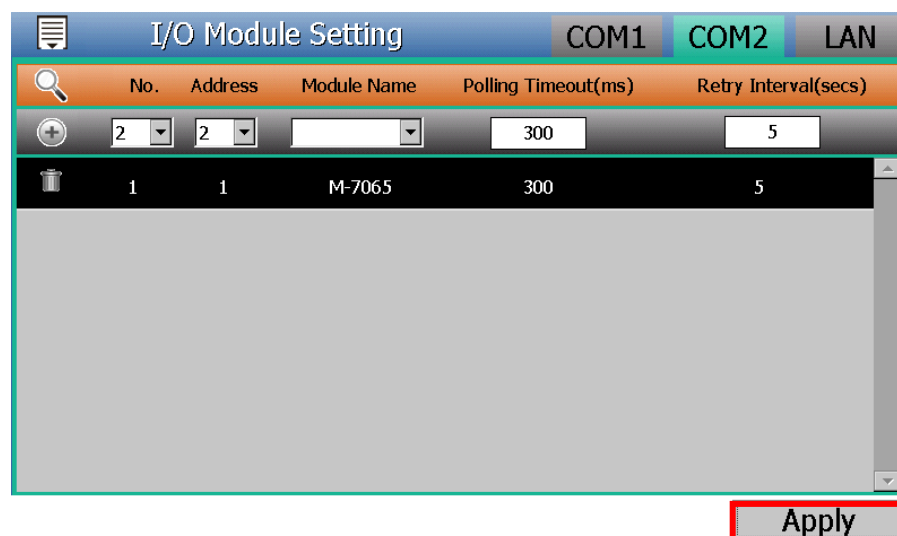 I/O Module Setting COM1 COM2 LAN
No. Address Module Name Polling Timeout(ms) Retry Interval(secs)
2 2 300 5
1 1 M-7065 300 5
Apply